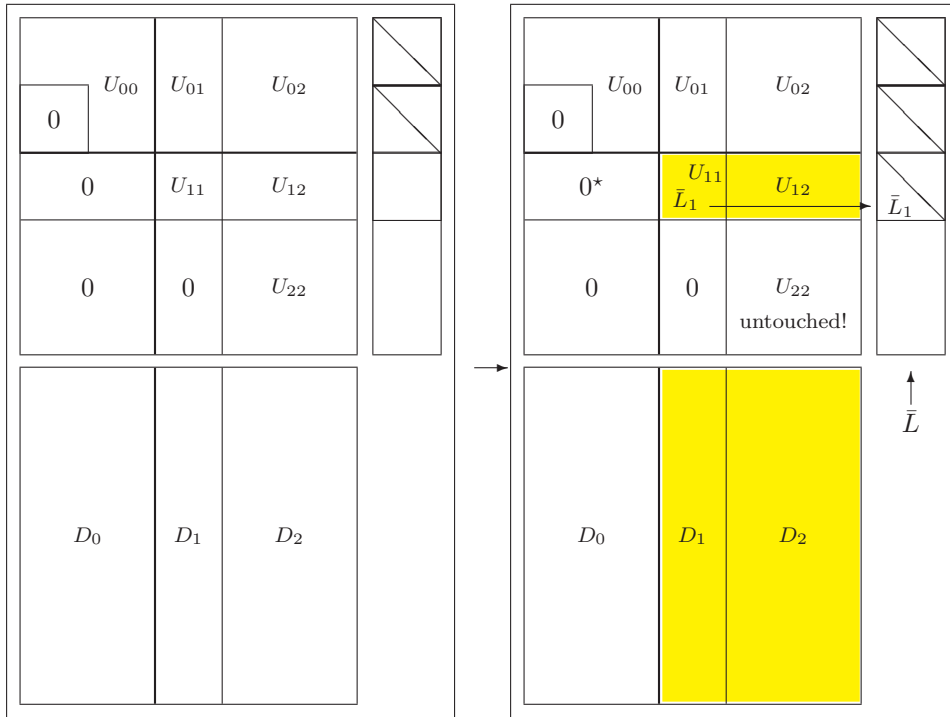 U₀₀ U₀₁ U₀₂
0
0 U₁₁ U₁₂
0 0 U₂₂
D₀ D₁ D₂
U₀₀ U₀₁ U₀₂
0
0⋆ U₁₁ U₁₂
L̄₁ L̄₁
0 0 U₂₂
untouched!
L̄
D₀ D₁ D₂